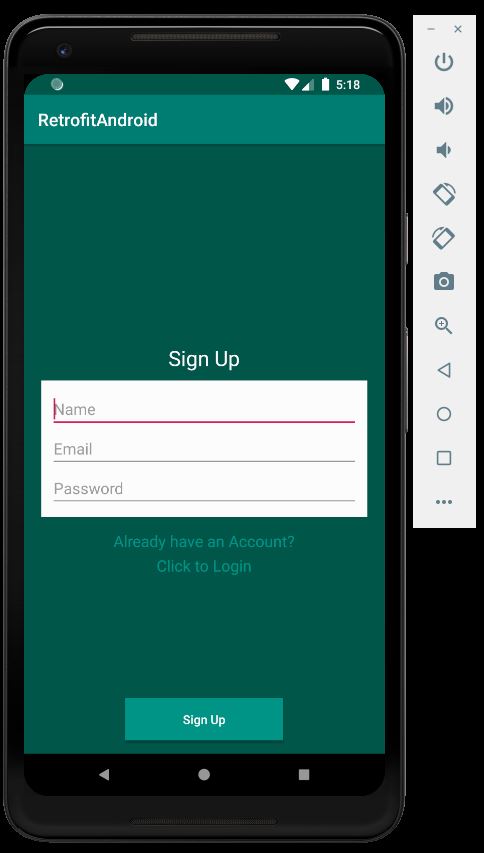 5:18
RetrofitAndroid
Sign Up
Name
Email
Password
Already have an Account?
Click to Login
Sign Up